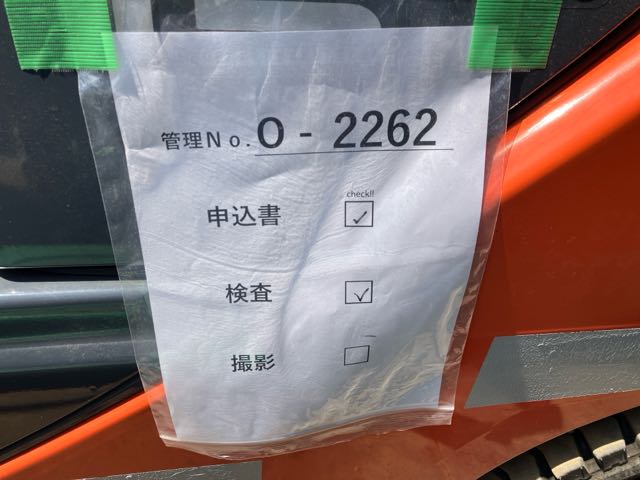 管理No. O - 2262
check!!
申込書 ☑
検査 ☑
撮影 ☐